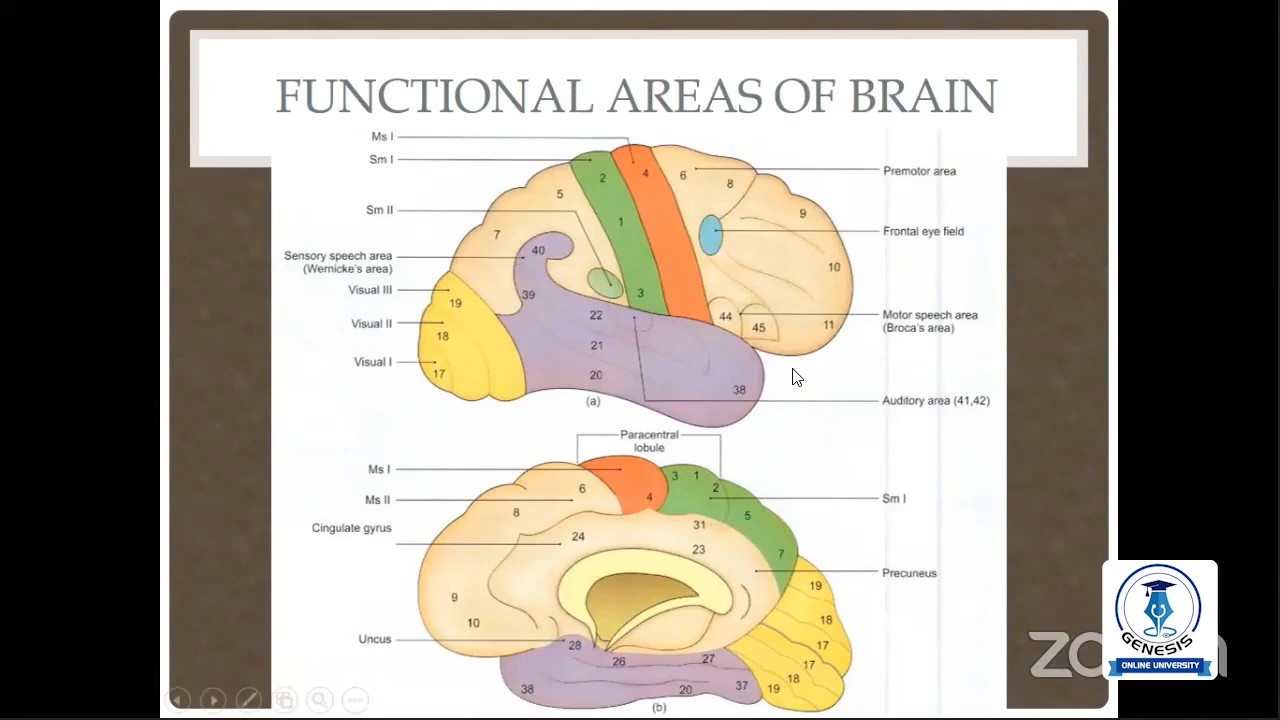 FUNCTIONAL AREAS OF BRAIN
Ms I
Sm I
Sm II
Sensory speech area
(Wernicke's area)
Visual III
Visual II
Visual I
Premotor area
Frontal eye field
Motor speech area
(Broca's area)
Auditory area (41,42)
5
2
4
6
8
9
7
1
10
40
39
3
44
45
11
19
18
17
22
21
20
38
(a)
Paracentral
lobule
Ms I
Ms II
Cingulate gyrus
Uncus
Sm I
Precuneus
6
4
3 1
2
8
5
31
24
23
7
9
10
19
18
17
17
18
19
28
26
27
38
20
37
(b)
GENESIS
ONLINE UNIVERSITY